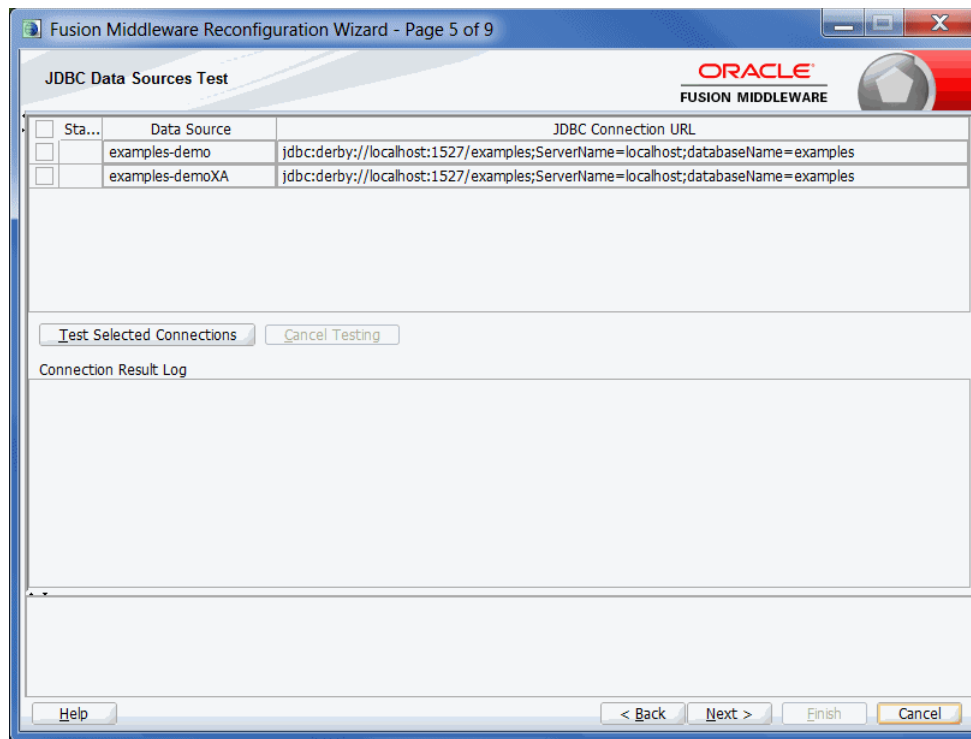 Fusion Middleware Reconfiguration Wizard - Page 5 of 9
JDBC Data Sources Test
ORACLE
FUSION MIDDLEWARE
Sta... Data Source JDBC Connection URL
examples-demo jdbc:derby://localhost:1527/examples;ServerName=localhost;databaseName=examples
examples-demoXA jdbc:derby://localhost:1527/examples;ServerName=localhost;databaseName=examples
Test Selected Connections Cancel Testing
Connection Result Log
Help < Back Next > Finish Cancel